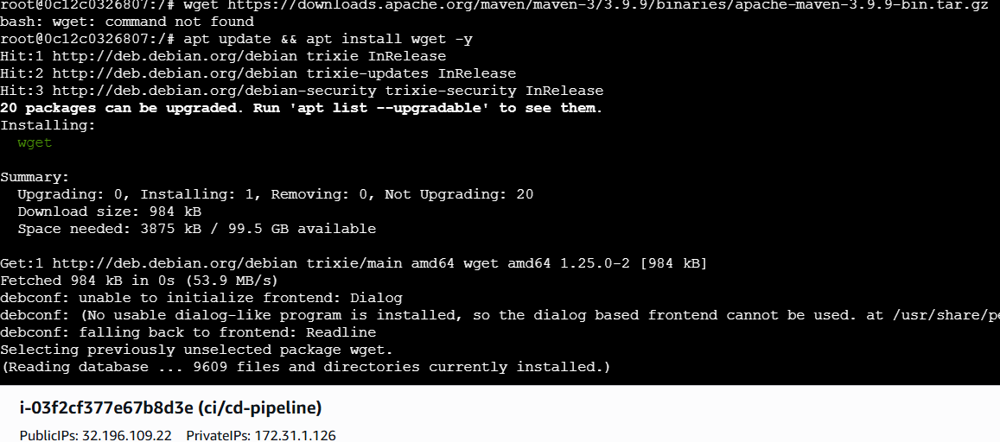 root@0c12c0326807:/# wget https://downloads.apache.org/maven/maven-3/3.9.9/binaries/apache-maven-3.9.9-bin.tar.gz
bash: wget: command not found
root@0c12c0326807:/# apt update && apt install wget -y
Hit:1 http://deb.debian.org/debian trixie InRelease
Hit:2 http://deb.debian.org/debian trixie-updates InRelease
Hit:3 http://deb.debian.org/debian-security trixie-security InRelease
20 packages can be upgraded. Run 'apt list --upgradable' to see them.
Installing:
  wget

Summary:
  Upgrading: 0, Installing: 1, Removing: 0, Not Upgrading: 20
  Download size: 984 kB
  Space needed: 3875 kB / 99.5 GB available

Get:1 http://deb.debian.org/debian trixie/main amd64 wget amd64 1.25.0-2 [984 kB]
Fetched 984 kB in 0s (53.9 MB/s)
debconf: unable to initialize frontend: Dialog
debconf: (No usable dialog-like program is installed, so the dialog based frontend cannot be used. at /usr/share/pe
debconf: falling back to frontend: Readline
Selecting previously unselected package wget.
(Reading database ... 9609 files and directories currently installed.)
i-03f2cf377e67b8d3e (ci/cd-pipeline)
PublicIPs: 32.196.109.22 PrivateIPs: 172.31.1.126